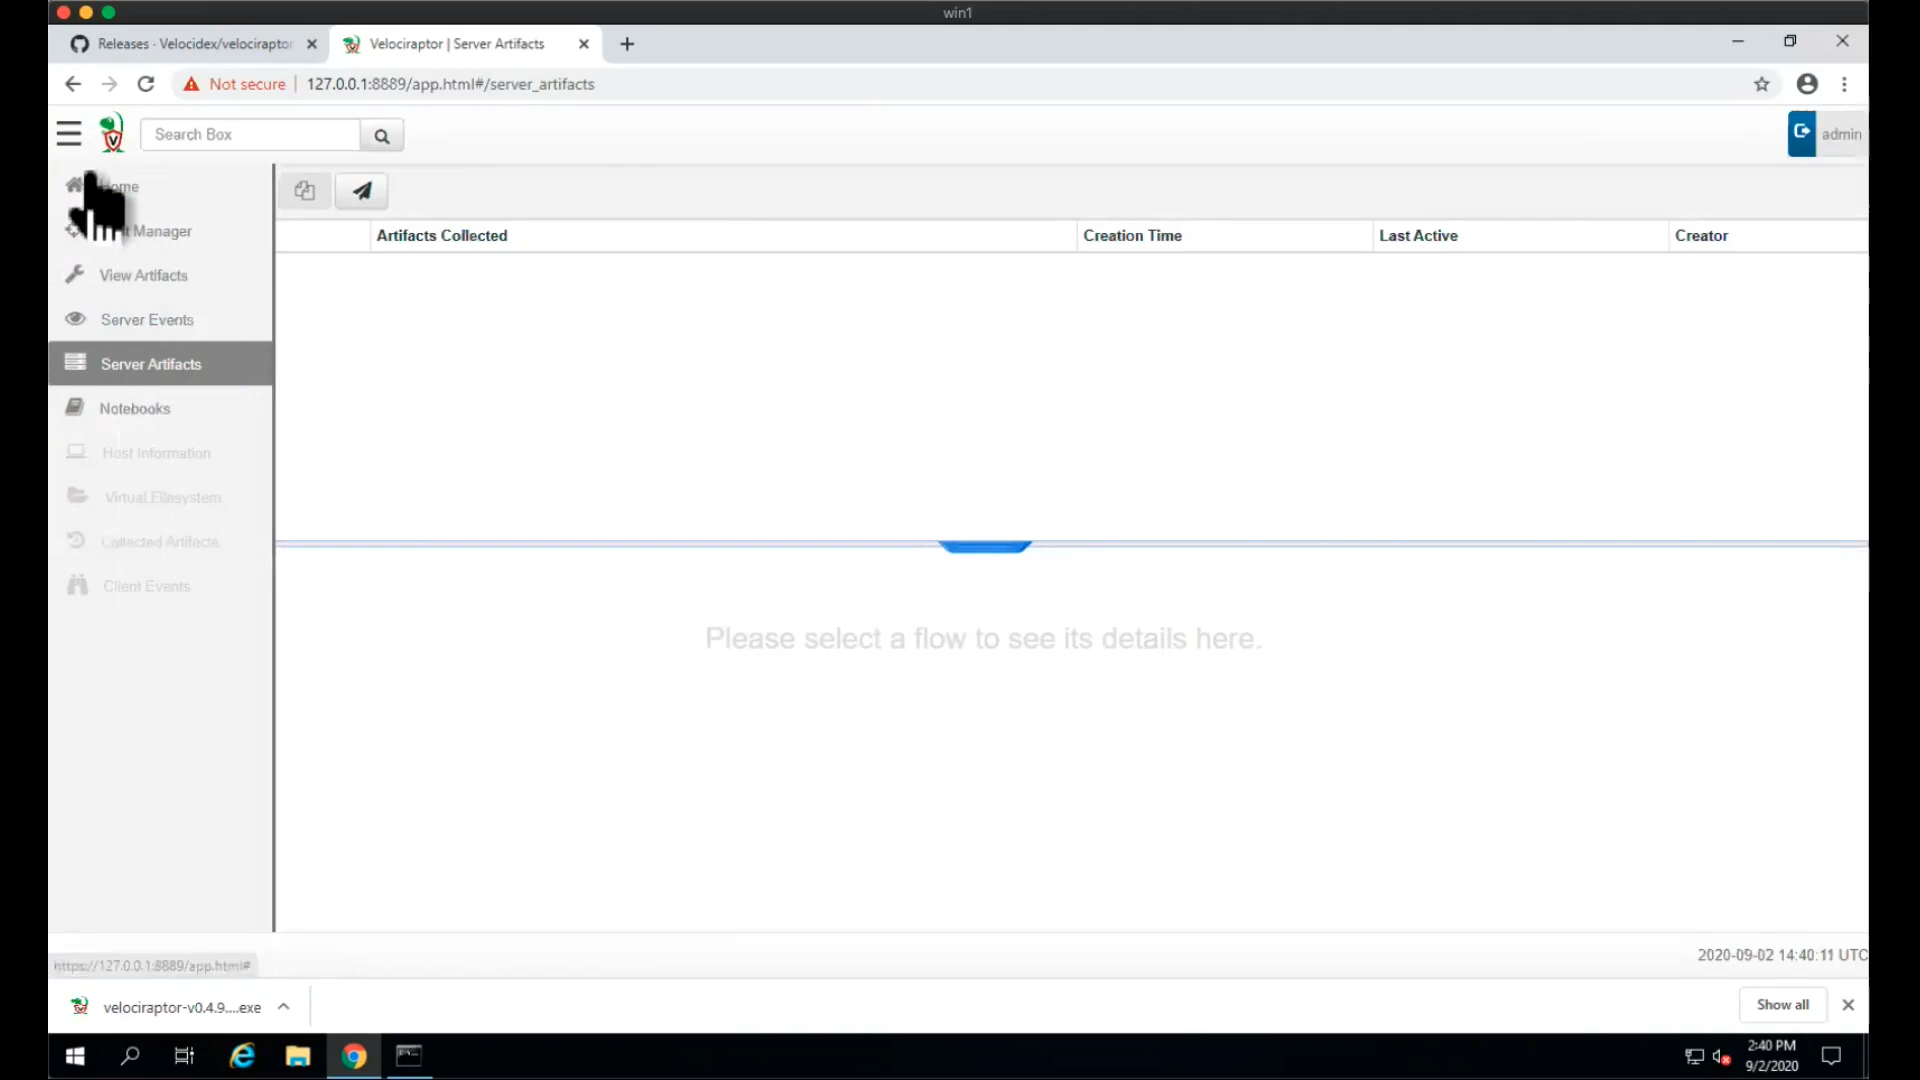 win1
Releases - Velocidex/velociraptor
Velociraptor | Server Artifacts
Not secure
127.0.0.1:8889/app.html#/server_artifacts
Search Box
admin
ome
t Manager
View Artifacts
Server Events
Server Artifacts
Notebooks
Host Information
Virtual Filesystem
Collected Artifacts
Client Events
Artifacts Collected
Creation Time
Last Active
Creator
Please select a flow to see its details here.
https://127.0.0.1:8889/app.html#
2020-09-02 14:40:11 UTC
velociraptor-v0.4.9....exe
Show all
2:40 PM
9/2/2020